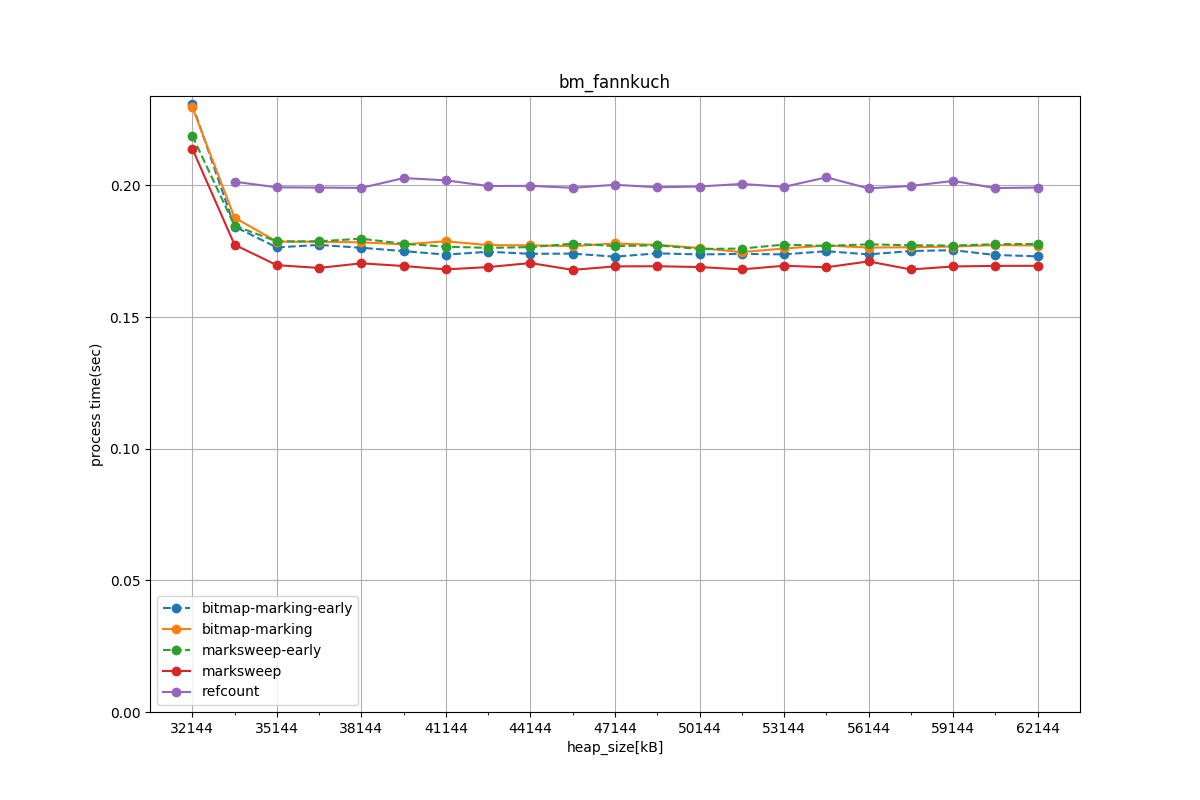 bm_fannkuch
process time(sec)
0.20
0.15
0.10
0.05
0.00
bitmap-marking-early
bitmap-marking
marksweep-early
marksweep
refcount
32144 35144 38144 41144 44144 47144 50144 53144 56144 59144 62144
heap_size[kB]